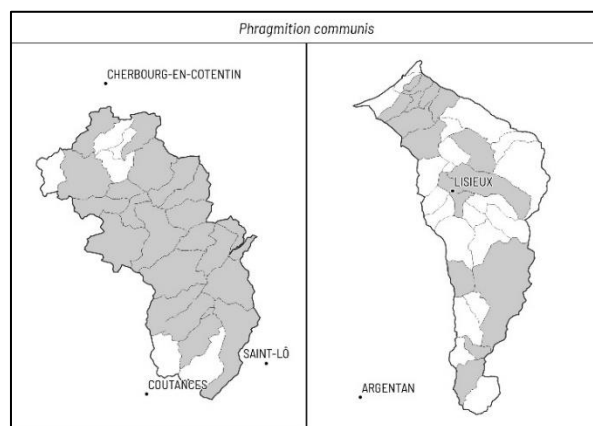 Phragmition communis
CHERBOURG-EN-COTENTIN
SAINT-LÔ
COUTANCES
LISIEUX
ARGENTAN